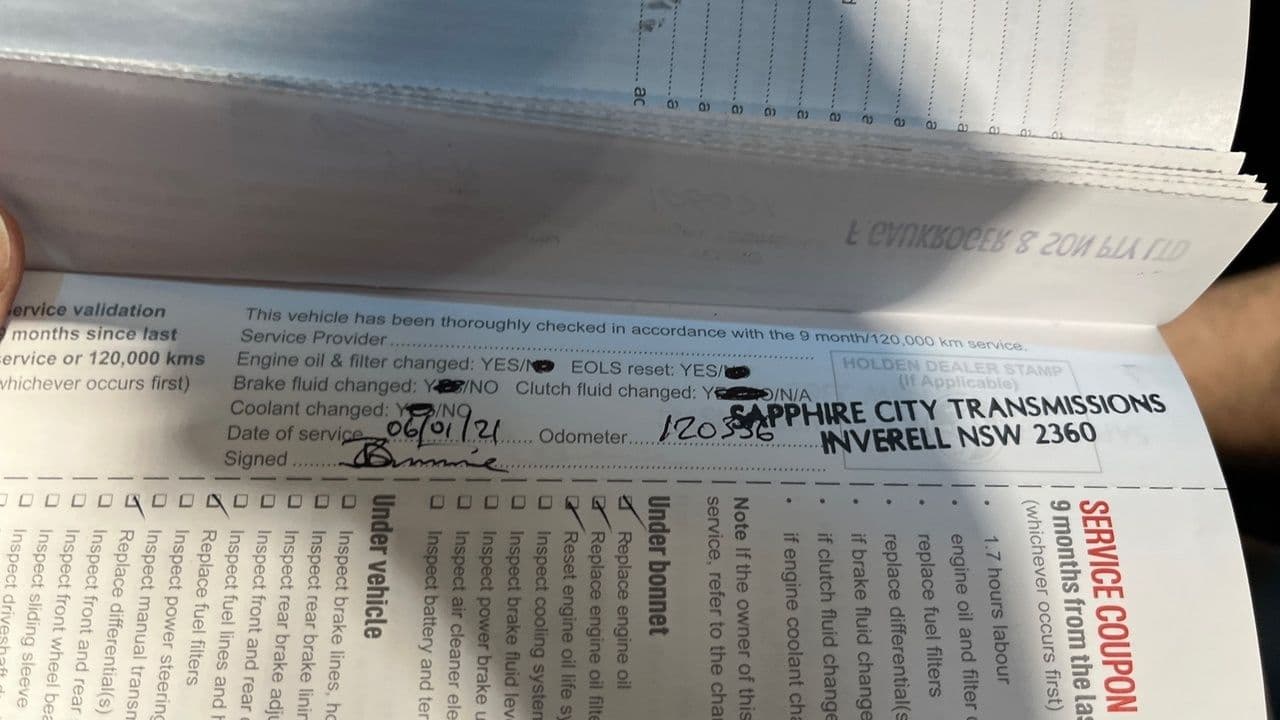 F. GAUKROGER & SON PTY LTD
ervice validation
months since last
ervice or 120,000 kms
whichever occurs first)
This vehicle has been thoroughly checked in accordance with the 9 month/120,000 km service.
Service Provider
Engine oil & filter changed: YES/N EOLS reset: YES/
Brake fluid changed: Y/NO Clutch fluid changed: Y/N/A
Coolant changed: Y/NO
Date of service 06/01/21 Odometer 120336
Signed
HOLDEN DEALER STAMP
(If Applicable)
SAPPHIRE CITY TRANSMISSIONS
INVERELL NSW 2360
SERVICE COUPON
9 months from the las
(whichever occurs first)
• 1.7 hours labour
• engine oil and filter
• replace fuel filters
• replace differential(s
• if brake fluid change
• if clutch fluid change
• if engine coolant cha
Note If the owner of this
service, refer to the cha
Under bonnet
Replace engine oil
Replace engine oil filte
Reset engine oil life sy
Inspect cooling system
Inspect brake fluid lev
Inspect power brake u
Inspect air cleaner ele
Inspect battery and ter
Under vehicle
Inspect brake lines, ho
Inspect rear brake linin
Inspect rear brake adju
Inspect front and rear
Inspect fuel lines and h
Replace fuel filters
Inspect power steering
Inspect manual transm
Replace differential(s)
Inspect front and rear
Inspect front wheel bea
Inspect sliding sleeve
Inspect driveshaft